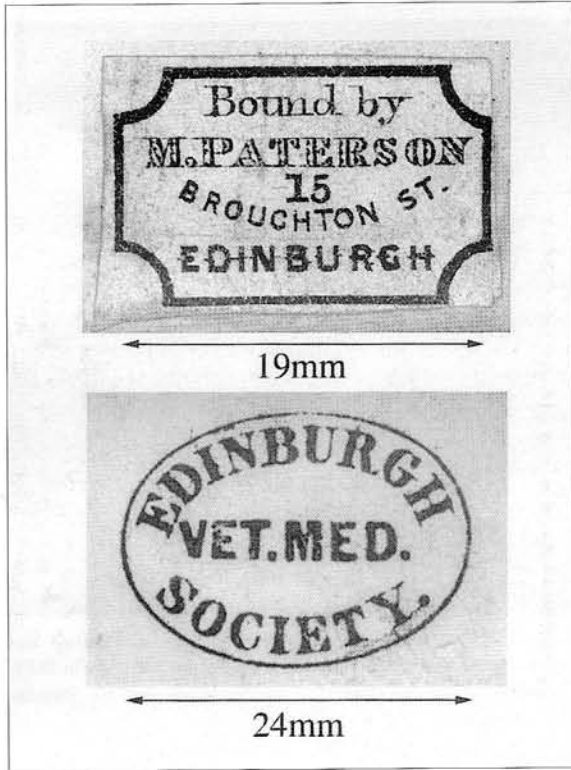 Bound by
M. PATERSON
15
BROUGHTON ST.
EDINBURGH
19mm
EDINBURGH
VET. MED.
SOCIETY.
24mm